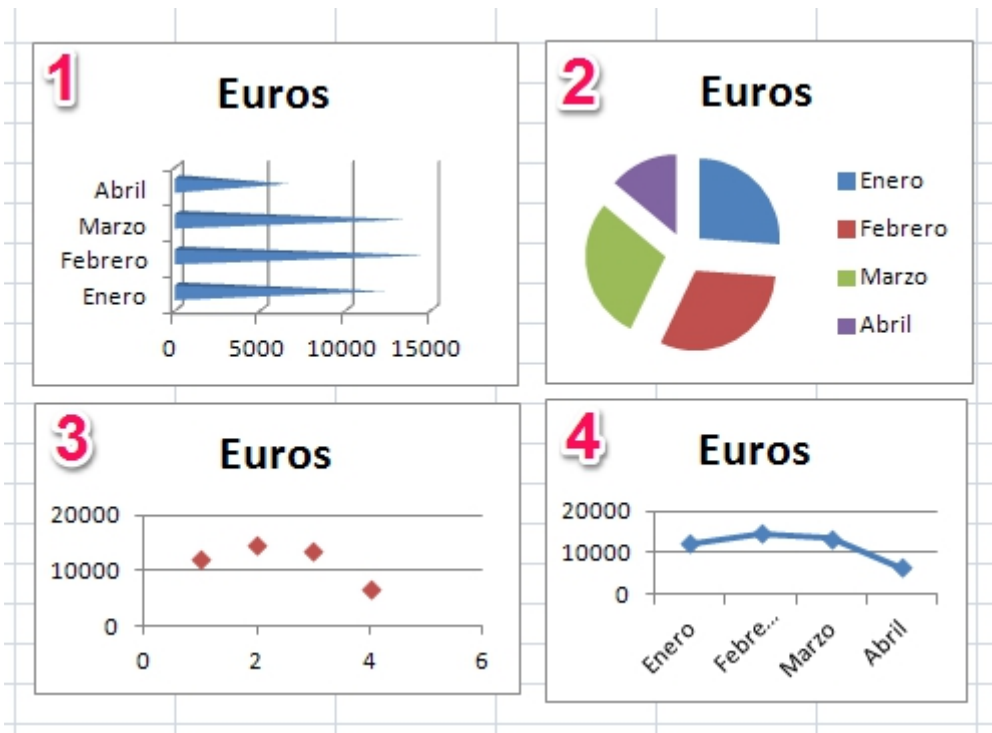 1
Euros
Abril
Marzo
Febrero
Enero
0 5000 10000 15000
2
Euros
Enero
Febrero
Marzo
Abril
3
Euros
20000
10000
0
0 2 4 6
4
Euros
20000
10000
0
Enero Febre... Marzo Abril